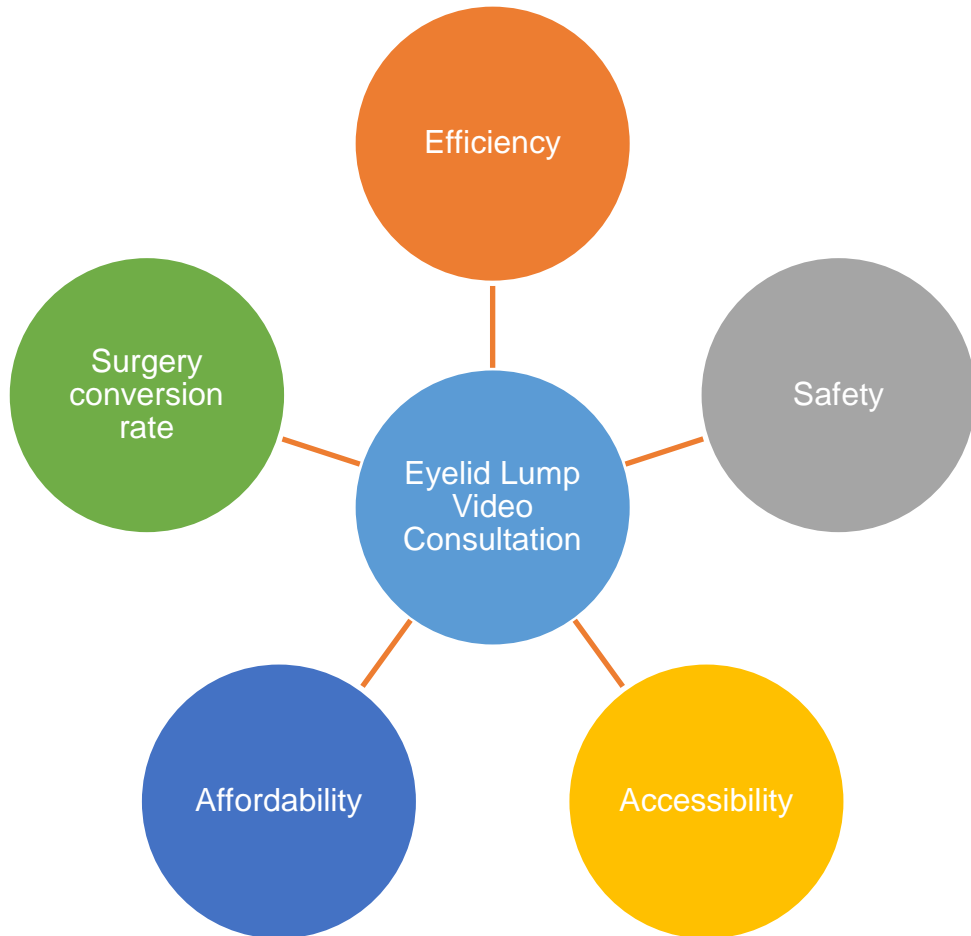 Efficiency
Surgery
conversion
rate
Safety
Eyelid Lump
Video
Consultation
Affordability
Accessibility